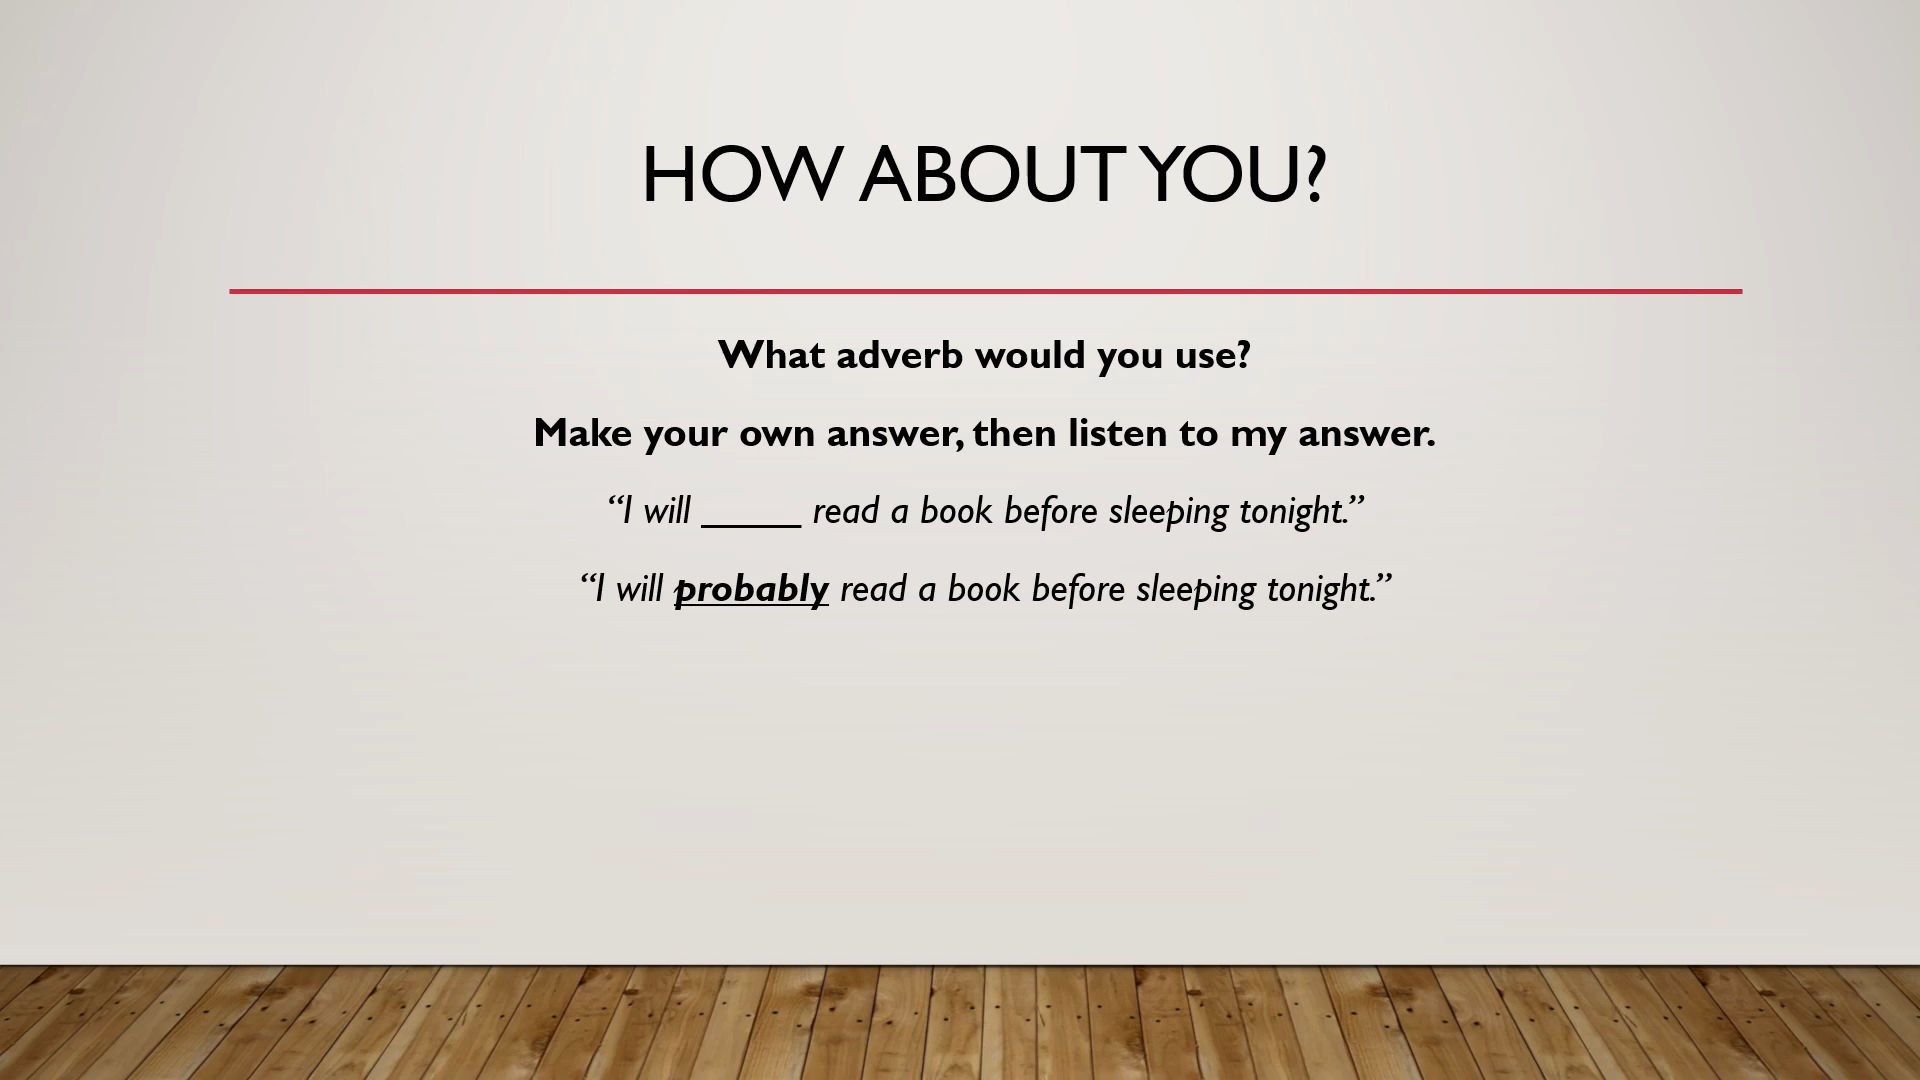 HOW ABOUT YOU?
What adverb would you use?
Make your own answer, then listen to my answer.
“I will _____ read a book before sleeping tonight.”
“I will probably read a book before sleeping tonight.”